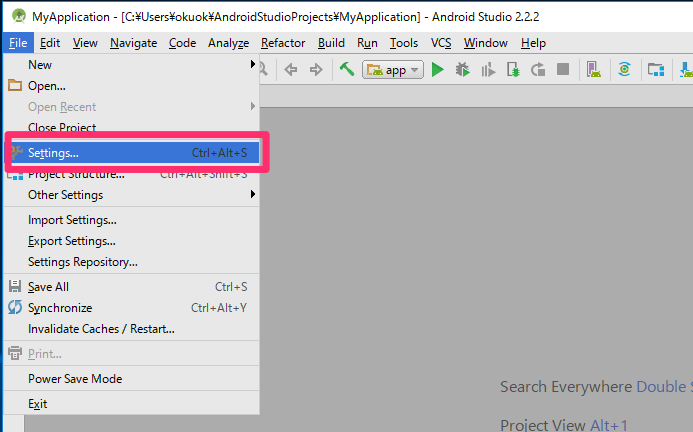 MyApplication - [C:¥Users¥okuok¥AndroidStudioProjects¥MyApplication] - Android Studio 2.2.2
File Edit View Navigate Code Analyze Refactor Build Run Tools VCS Window Help
app
New
Open...
Open Recent
Close Project
Settings... Ctrl+Alt+S
Project Structure... Ctrl+Alt+Shift+S
Other Settings
Import Settings...
Export Settings...
Settings Repository...
Save All Ctrl+S
Synchronize Ctrl+Alt+Y
Invalidate Caches / Restart...
Print...
Power Save Mode
Exit
Search Everywhere Double S
Project View Alt+1